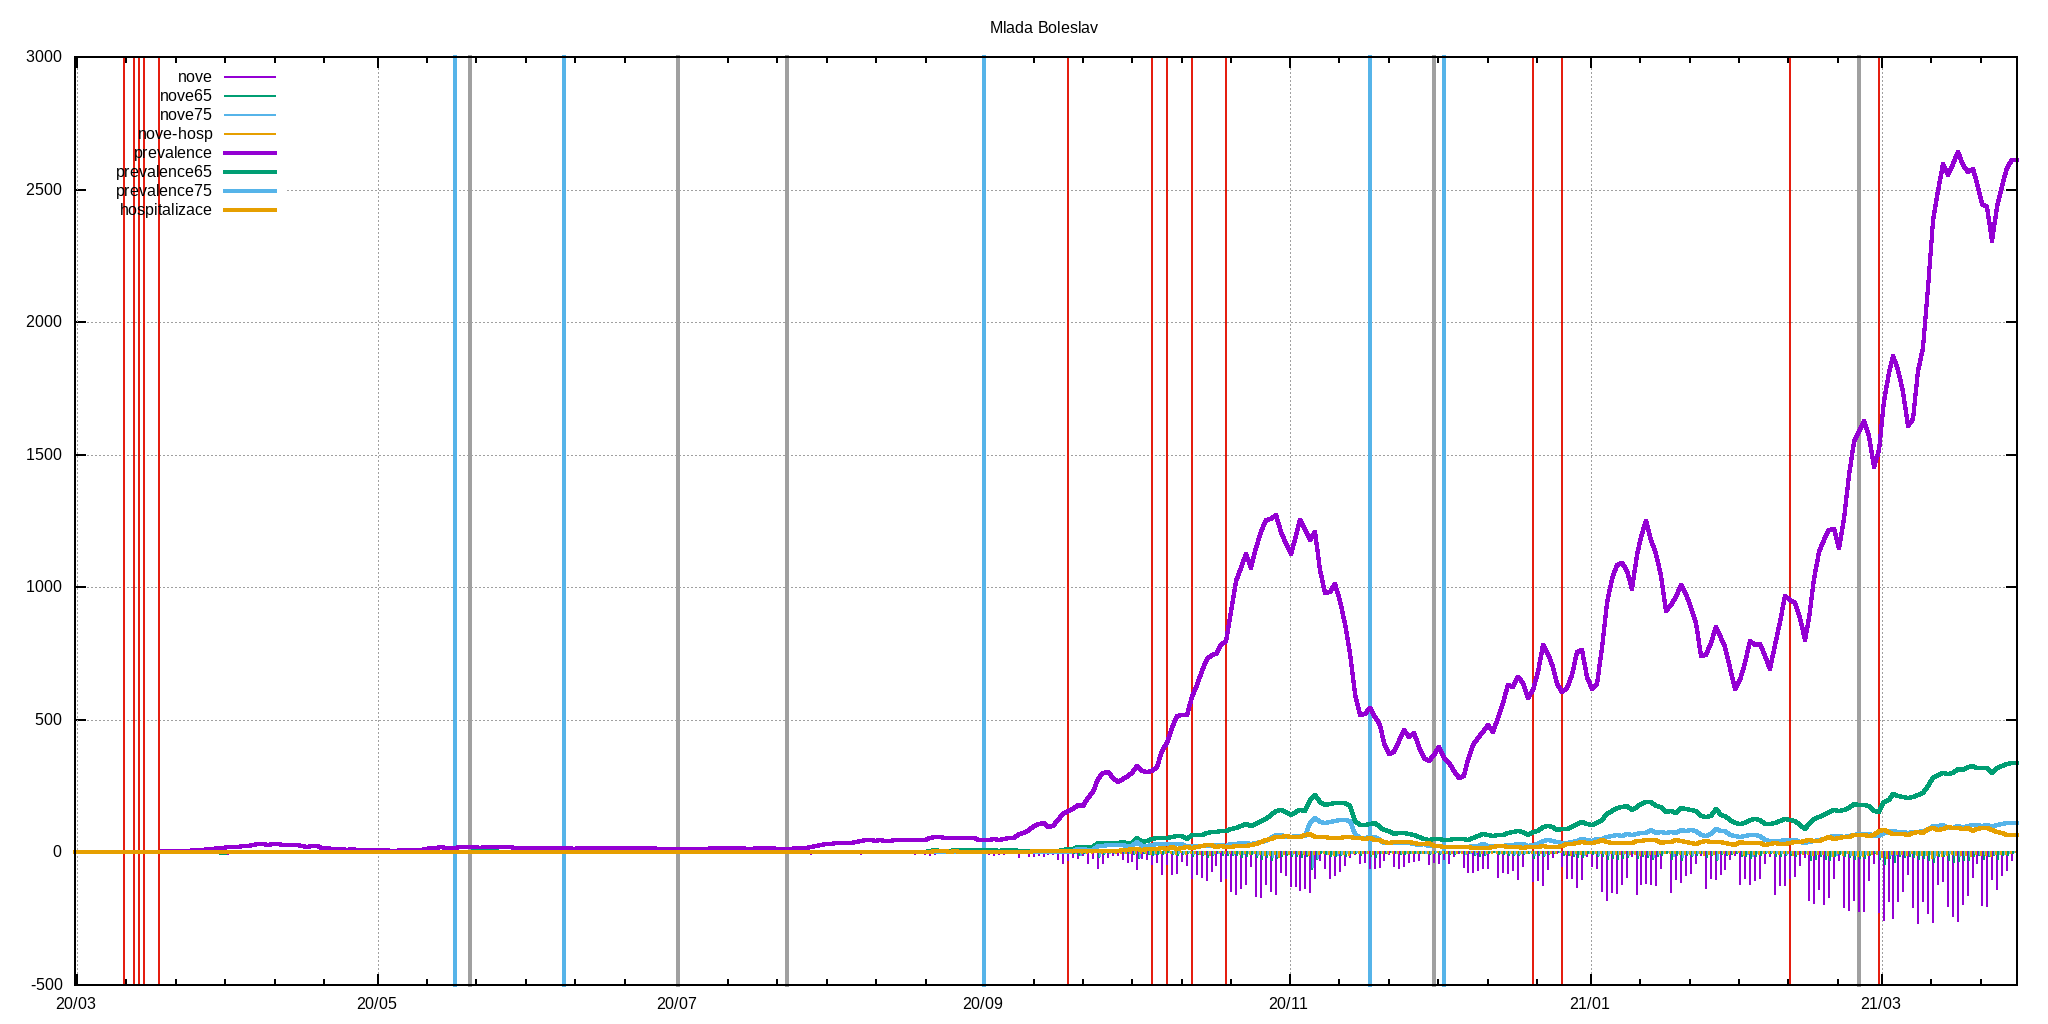 Mlada Boleslav
3000
2500
2000
1500
1000
500
0
-500
nove
nove65
nove75
nove-hosp
prevalence
prevalence65
prevalence75
hospitalizace
20/03 20/05 20/07 20/09 20/11 21/01 21/03